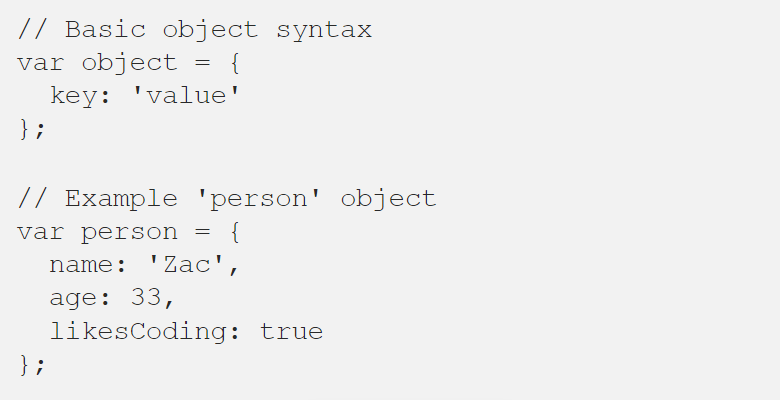 // Basic object syntax
var object = {
  key: 'value'
};

// Example 'person' object
var person = {
  name: 'Zac',
  age: 33,
  likesCoding: true
};